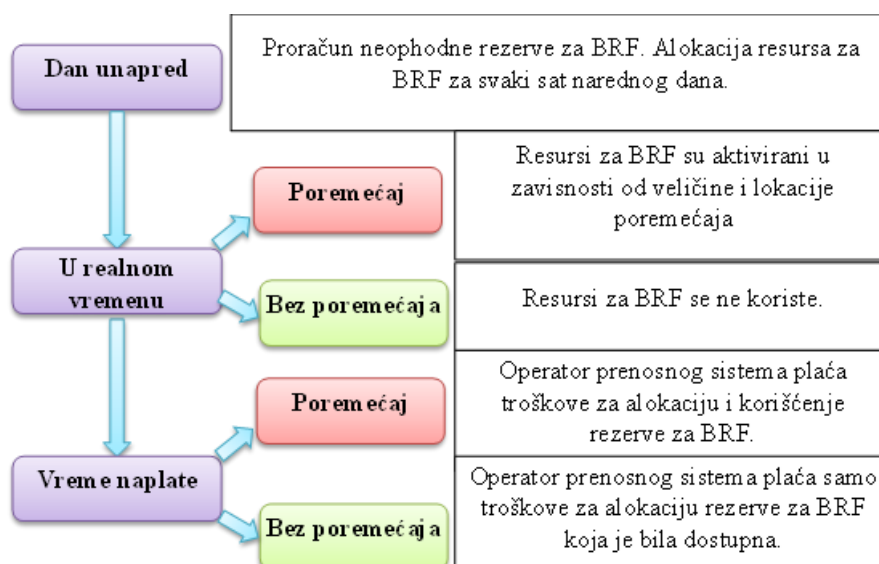 Dan unapred
Proračun neophodne rezerve za BRF. Alokacija resursa za
BRF za svaki sat narednog dana.
Poremećaj
Resursi za BRF su aktivirani u
zavisnosti od veličine i lokacije
poremećaja
U realnom
vremenu
Bez poremećaja
Resursi za BRF se ne koriste.
Poremećaj
Operator prenosnog sistema plaća
troškove za alokaciju i korišćenje
rezerve za BRF.
Vreme naplate
Bez poremećaja
Operator prenosnog sistema plaća samo
troškove za alokaciju rezerve za BRF
koja je bila dostupna.